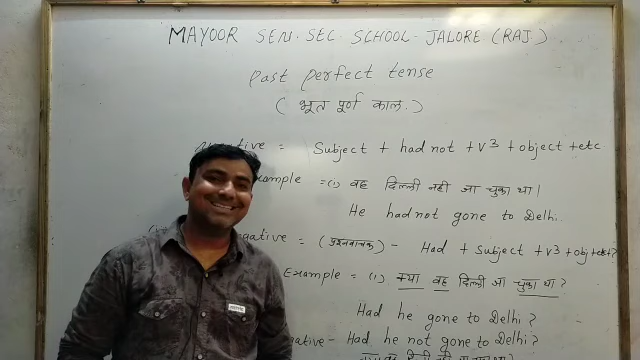 MAYOOR SEN. SEC. SCHOOL - JALORE (RAJ.)
Past perfect tense
(भूत पूर्ण काल.)
= Subject + had not + V3 + object + etc
Example = (1) वह दिल्ली नहीं जा चुका था।
He had not gone to Delhi.
= (प्रश्नवाचक) - Had + Subject + V3 + obj + etc?
Example = (1) क्या वह दिल्ली जा चुका था?
Had he gone to Delhi?
- Had he not gone to Delhi?